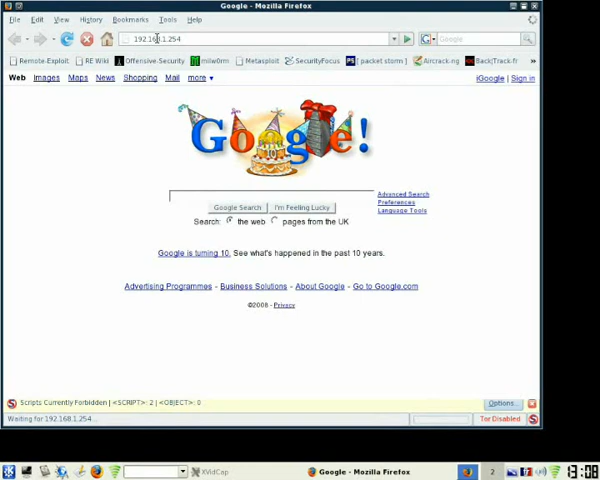 Google - Mozilla Firefox
File Edit View History Bookmarks Tools Help
192.168.1.254
Google
Remote-Exploit RE Wiki Offensive-Security milw0rm Metasploit SecurityFocus [ packet storm ] Aircrack-ng Back|Track-fr
Web Images Maps News Shopping Mail more
iGoogle | Sign in
Google!
10
Advanced Search
Preferences
Language Tools
Google Search I'm Feeling Lucky
Search: the web pages from the UK
Google is turning 10. See what's happened in the past 10 years.
Advertising Programmes - Business Solutions - About Google - Go to Google.com
©2008 - Privacy
Scripts Currently Forbidden | <SCRIPT>: 2 | <OBJECT>: 0
Options...
Waiting for 192.168.1.254...
Tor Disabled
XVidCap
Google - Mozilla Firefox
2
13:08